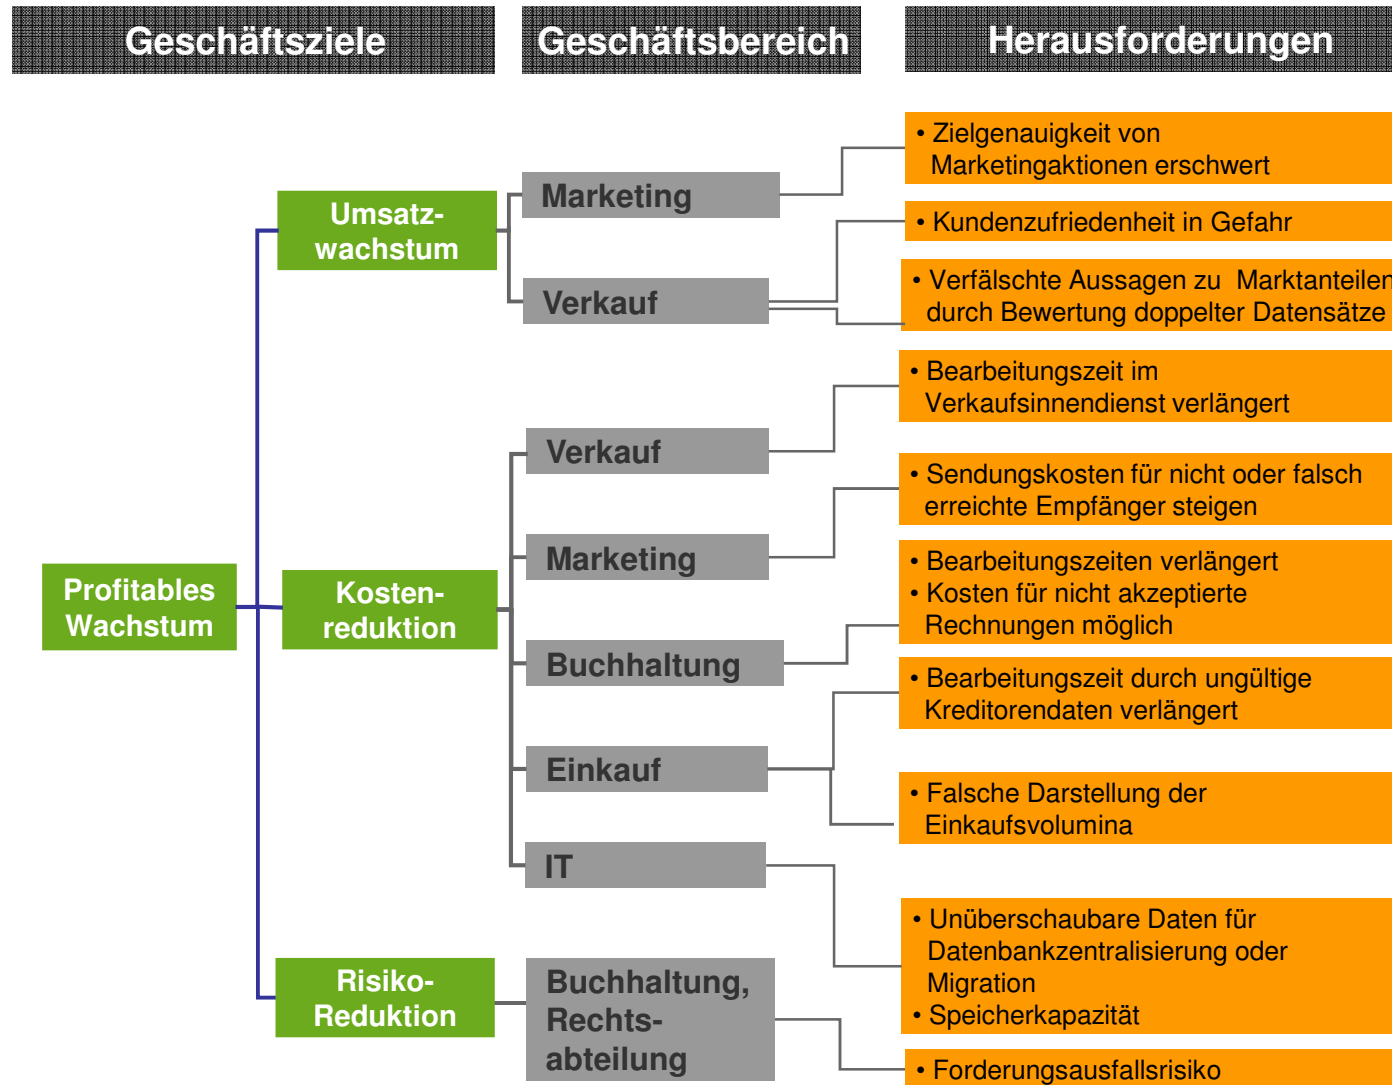 Geschäftsziele
Geschäftsbereich
Herausforderungen
Profitables
Wachstum
Umsatz-
wachstum
Kosten-
reduktion
Risiko-
Reduktion
Marketing
Verkauf
Verkauf
Marketing
Buchhaltung
Einkauf
IT
Buchhaltung,
Rechts-
abteilung
• Zielgenauigkeit von
Marketingaktionen erschwert
• Kundenzufriedenheit in Gefahr
• Verfälschte Aussagen zu Marktanteilen
durch Bewertung doppelter Datensätze
• Bearbeitungszeit im
Verkaufsinnendienst verlängert
• Sendungskosten für nicht oder falsch
erreichte Empfänger steigen
• Bearbeitungszeiten verlängert
• Kosten für nicht akzeptierte
Rechnungen möglich
• Bearbeitungszeit durch ungültige
Kreditorendaten verlängert
• Falsche Darstellung der
Einkaufsvolumina
• Unüberschaubare Daten für
Datenbankzentralisierung oder
Migration
• Speicherkapazität
• Forderungsausfallsrisiko